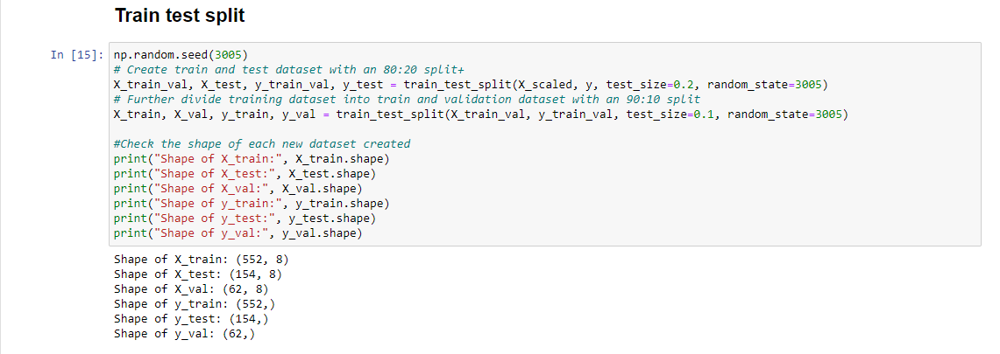 Train test split
In [15]:
np.random.seed(3005)
# Create train and test dataset with an 80:20 split+
X_train_val, X_test, y_train_val, y_test = train_test_split(X_scaled, y, test_size=0.2, random_state=3005)
# Further divide training dataset into train and validation dataset with an 90:10 split
X_train, X_val, y_train, y_val = train_test_split(X_train_val, y_train_val, test_size=0.1, random_state=3005)
#Check the shape of each new dataset created
print("Shape of X_train:", X_train.shape)
print("Shape of X_test:", X_test.shape)
print("Shape of X_val:", X_val.shape)
print("Shape of y_train:", y_train.shape)
print("Shape of y_test:", y_test.shape)
print("Shape of y_val:", y_val.shape)
Shape of X_train: (552, 8)
Shape of X_test: (154, 8)
Shape of X_val: (62, 8)
Shape of y_train: (552,)
Shape of y_test: (154,)
Shape of y_val: (62,)